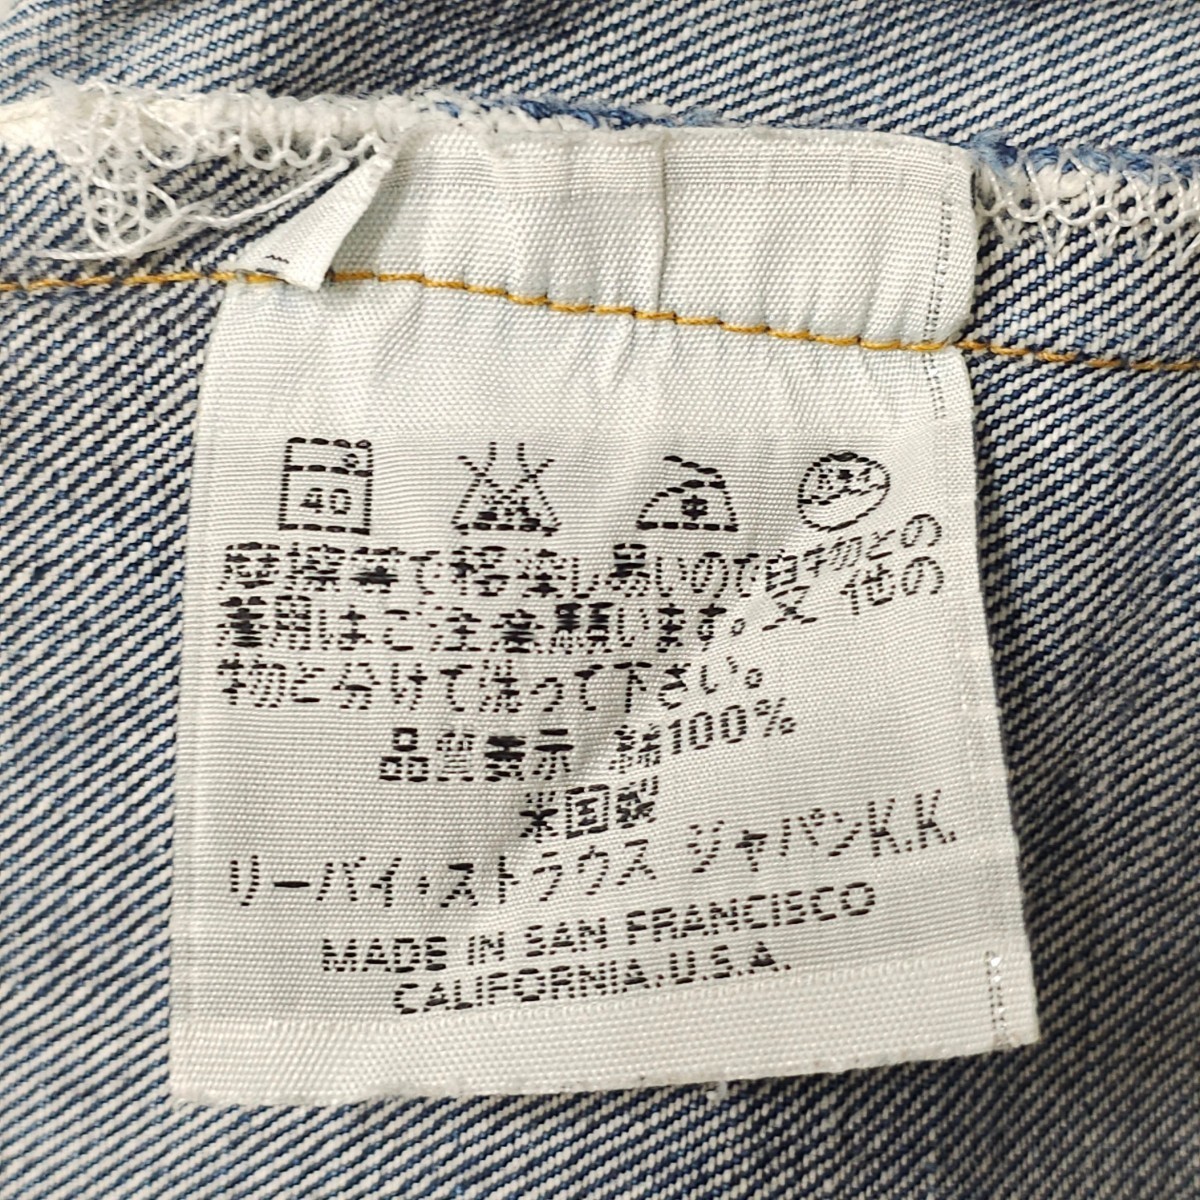 40
摩擦等で移染し易いので白物との
着用はご注意願います。又他の
物と分けて洗って下さい。
品質表示 綿100%
米国製
リーバイ・ストラウス ジャパンK.K.
MADE IN SAN FRANCISCO
CALIFORNIA.U.S.A.